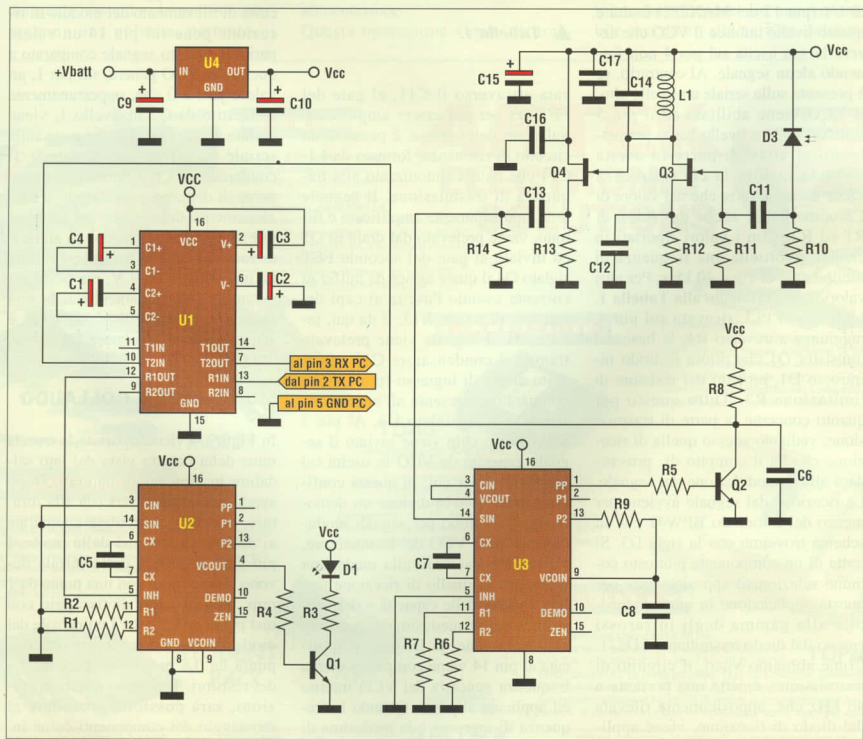 +Vbatt
IN U4 OUT
GND
Vcc
C9
C10
Vcc
C15
C17
C14
L1
D3
C16
Q4
Q3
C13
C11
R14
R13
C12
R12
R11
R10
Vcc
16
C4
C1
C3
C2
1 C1+ VCC V+ 2
3 C1-
4 C2+ V- 6
5 C2-
U1
11 T1IN T1OUT 14
10 T2IN T2OUT 7
12 R1OUT R1IN 13
9 R2OUT R2IN 8
GND
15
al pin 3 RX PC
dal pin 2 TX PC
al pin 5 GND PC
Vcc
16
3 CIN PP 1
14 SIN P1 2
U2
6 CX P2 13
C5
7 CX VCOUT 4
5 INH DEMO 10
R2 11 R1 ZEN 15
R1 12 R2
GND VCOIN
8 9
Vcc
D1
R4
R3
Q1
Vcc
16
3 CIN PP 1
4 VCOUT P1 2
14 SIN P2 13
6 CX
C7
U3
7 CX VCOIN 9
5 INH
11 R1 DEMO 10
12 R2 ZEN 15
GND
8
R7
R6
R5
R9
C8
Vcc
R8
Q2
C6